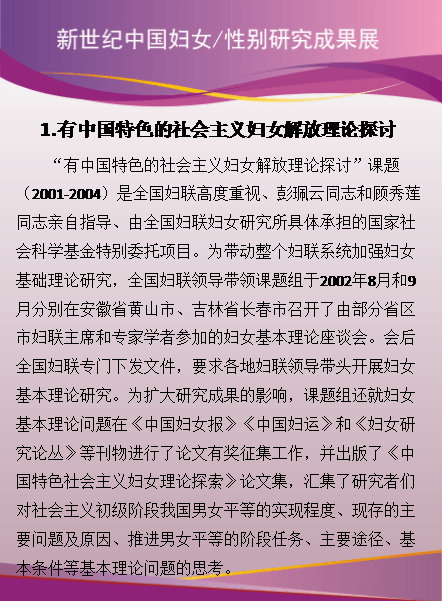 新世纪中国妇女/性别研究成果展
1.有中国特色的社会主义妇女解放理论探讨
“有中国特色的社会主义妇女解放理论探讨”课题
（2001-2004）是全国妇联高度重视、彭珮云同志和顾秀莲
同志亲自指导、由全国妇联妇女研究所具体承担的国家社
会科学基金特别委托项目。为带动整个妇联系统加强妇女
基础理论研究，全国妇联领导带领课题组于2002年8月和9
月分别在安徽省黄山市、吉林省长春市召开了由部分省区
市妇联主席和专家学者参加的妇女基本理论座谈会。会后
全国妇联专门下发文件，要求各地妇联领导带头开展妇女
基本理论研究。为扩大研究成果的影响，课题组还就妇女
基本理论问题在《中国妇女报》《中国妇运》和《妇女研
究论丛》等刊物进行了论文有奖征集工作，并出版了《中
国特色社会主义妇女理论探索》论文集，汇集了研究者们
对社会主义初级阶段我国男女平等的实现程度、现存的主
要问题及原因、推进男女平等的阶段任务、主要途径、基
本条件等基本理论问题的思考。